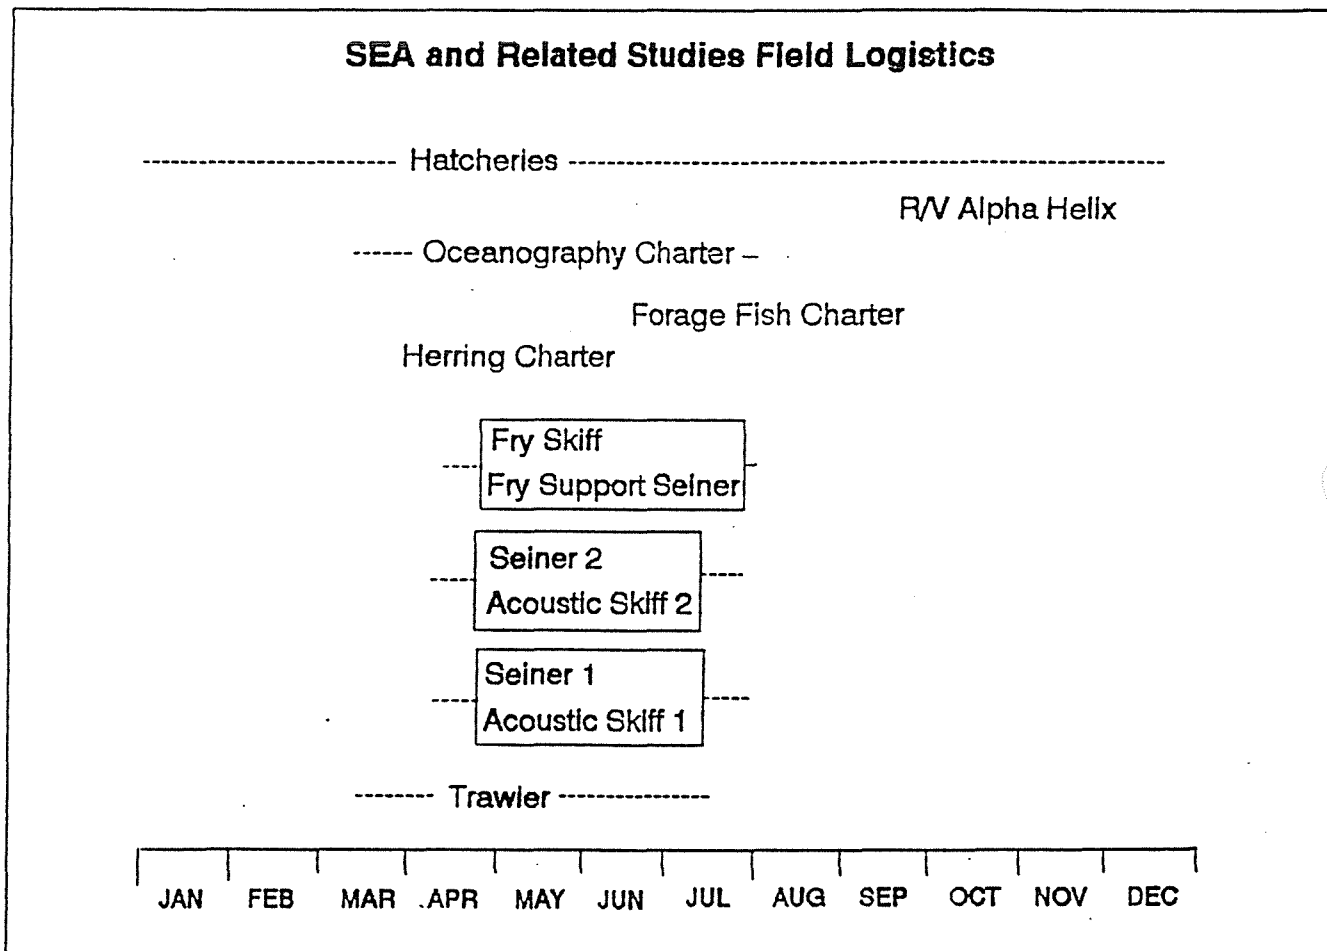 SEA and Related Studies Field Logistics
Hatcheries
R/V Alpha Helix
Oceanography Charter
Forage Fish Charter
Herring Charter
Fry Skiff
Fry Support Seiner
Seiner 2
Acoustic Skiff 2
Seiner 1
Acoustic Skiff 1
Trawler
JAN FEB MAR APR MAY JUN JUL AUG SEP OCT NOV DEC